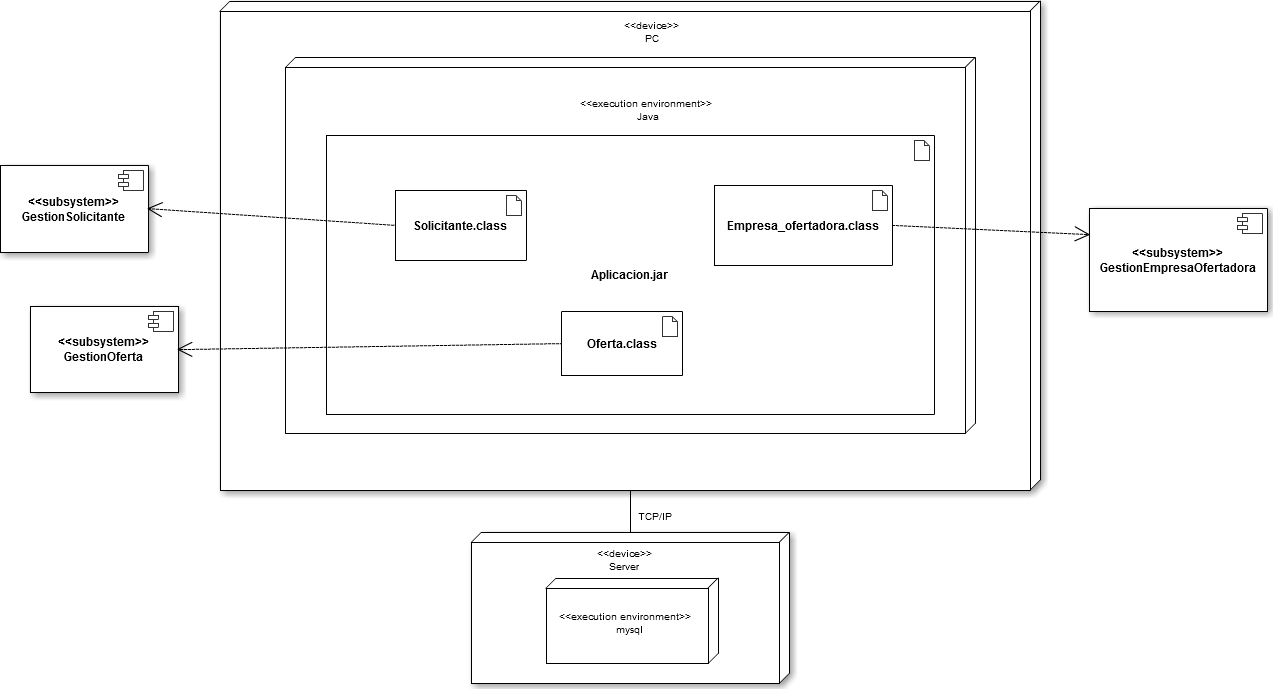 <<device>>
PC
<<execution environment>>
Java
<<subsystem>>
GestionSolicitante
Solicitante.class
Empresa_ofertadora.class
<<subsystem>>
GestionEmpresaOfertadora
Aplicacion.jar
<<subsystem>>
GestionOferta
Oferta.class
TCP/IP
<<device>>
Server
<<execution environment>>
mysql